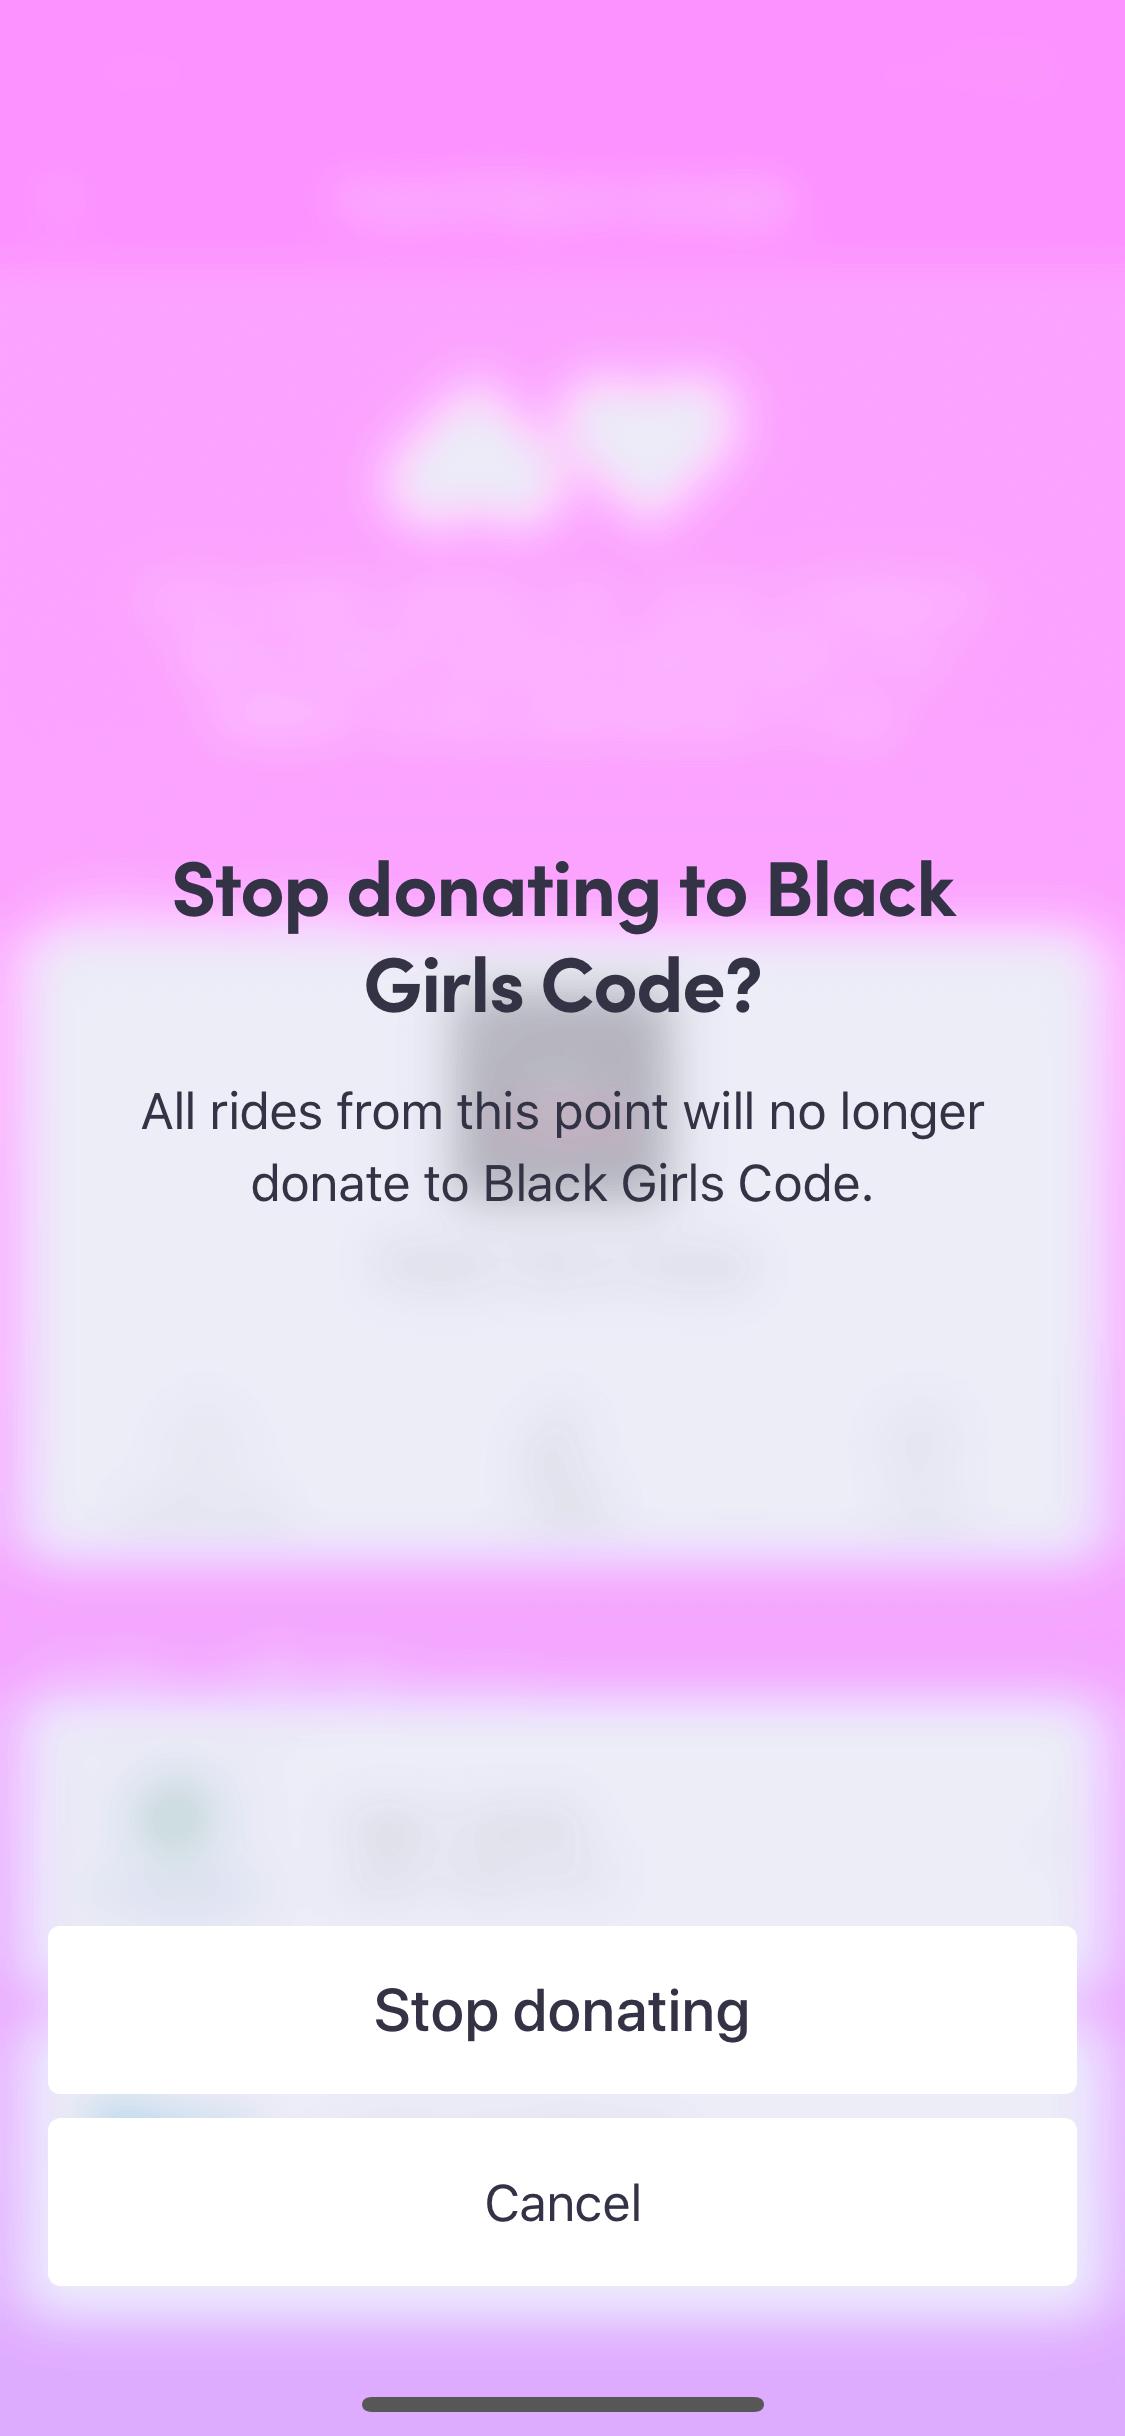 Stop donating to Black
Girls Code?
All rides from this point will no longer
donate to Black Girls Code.
Stop donating
Cancel